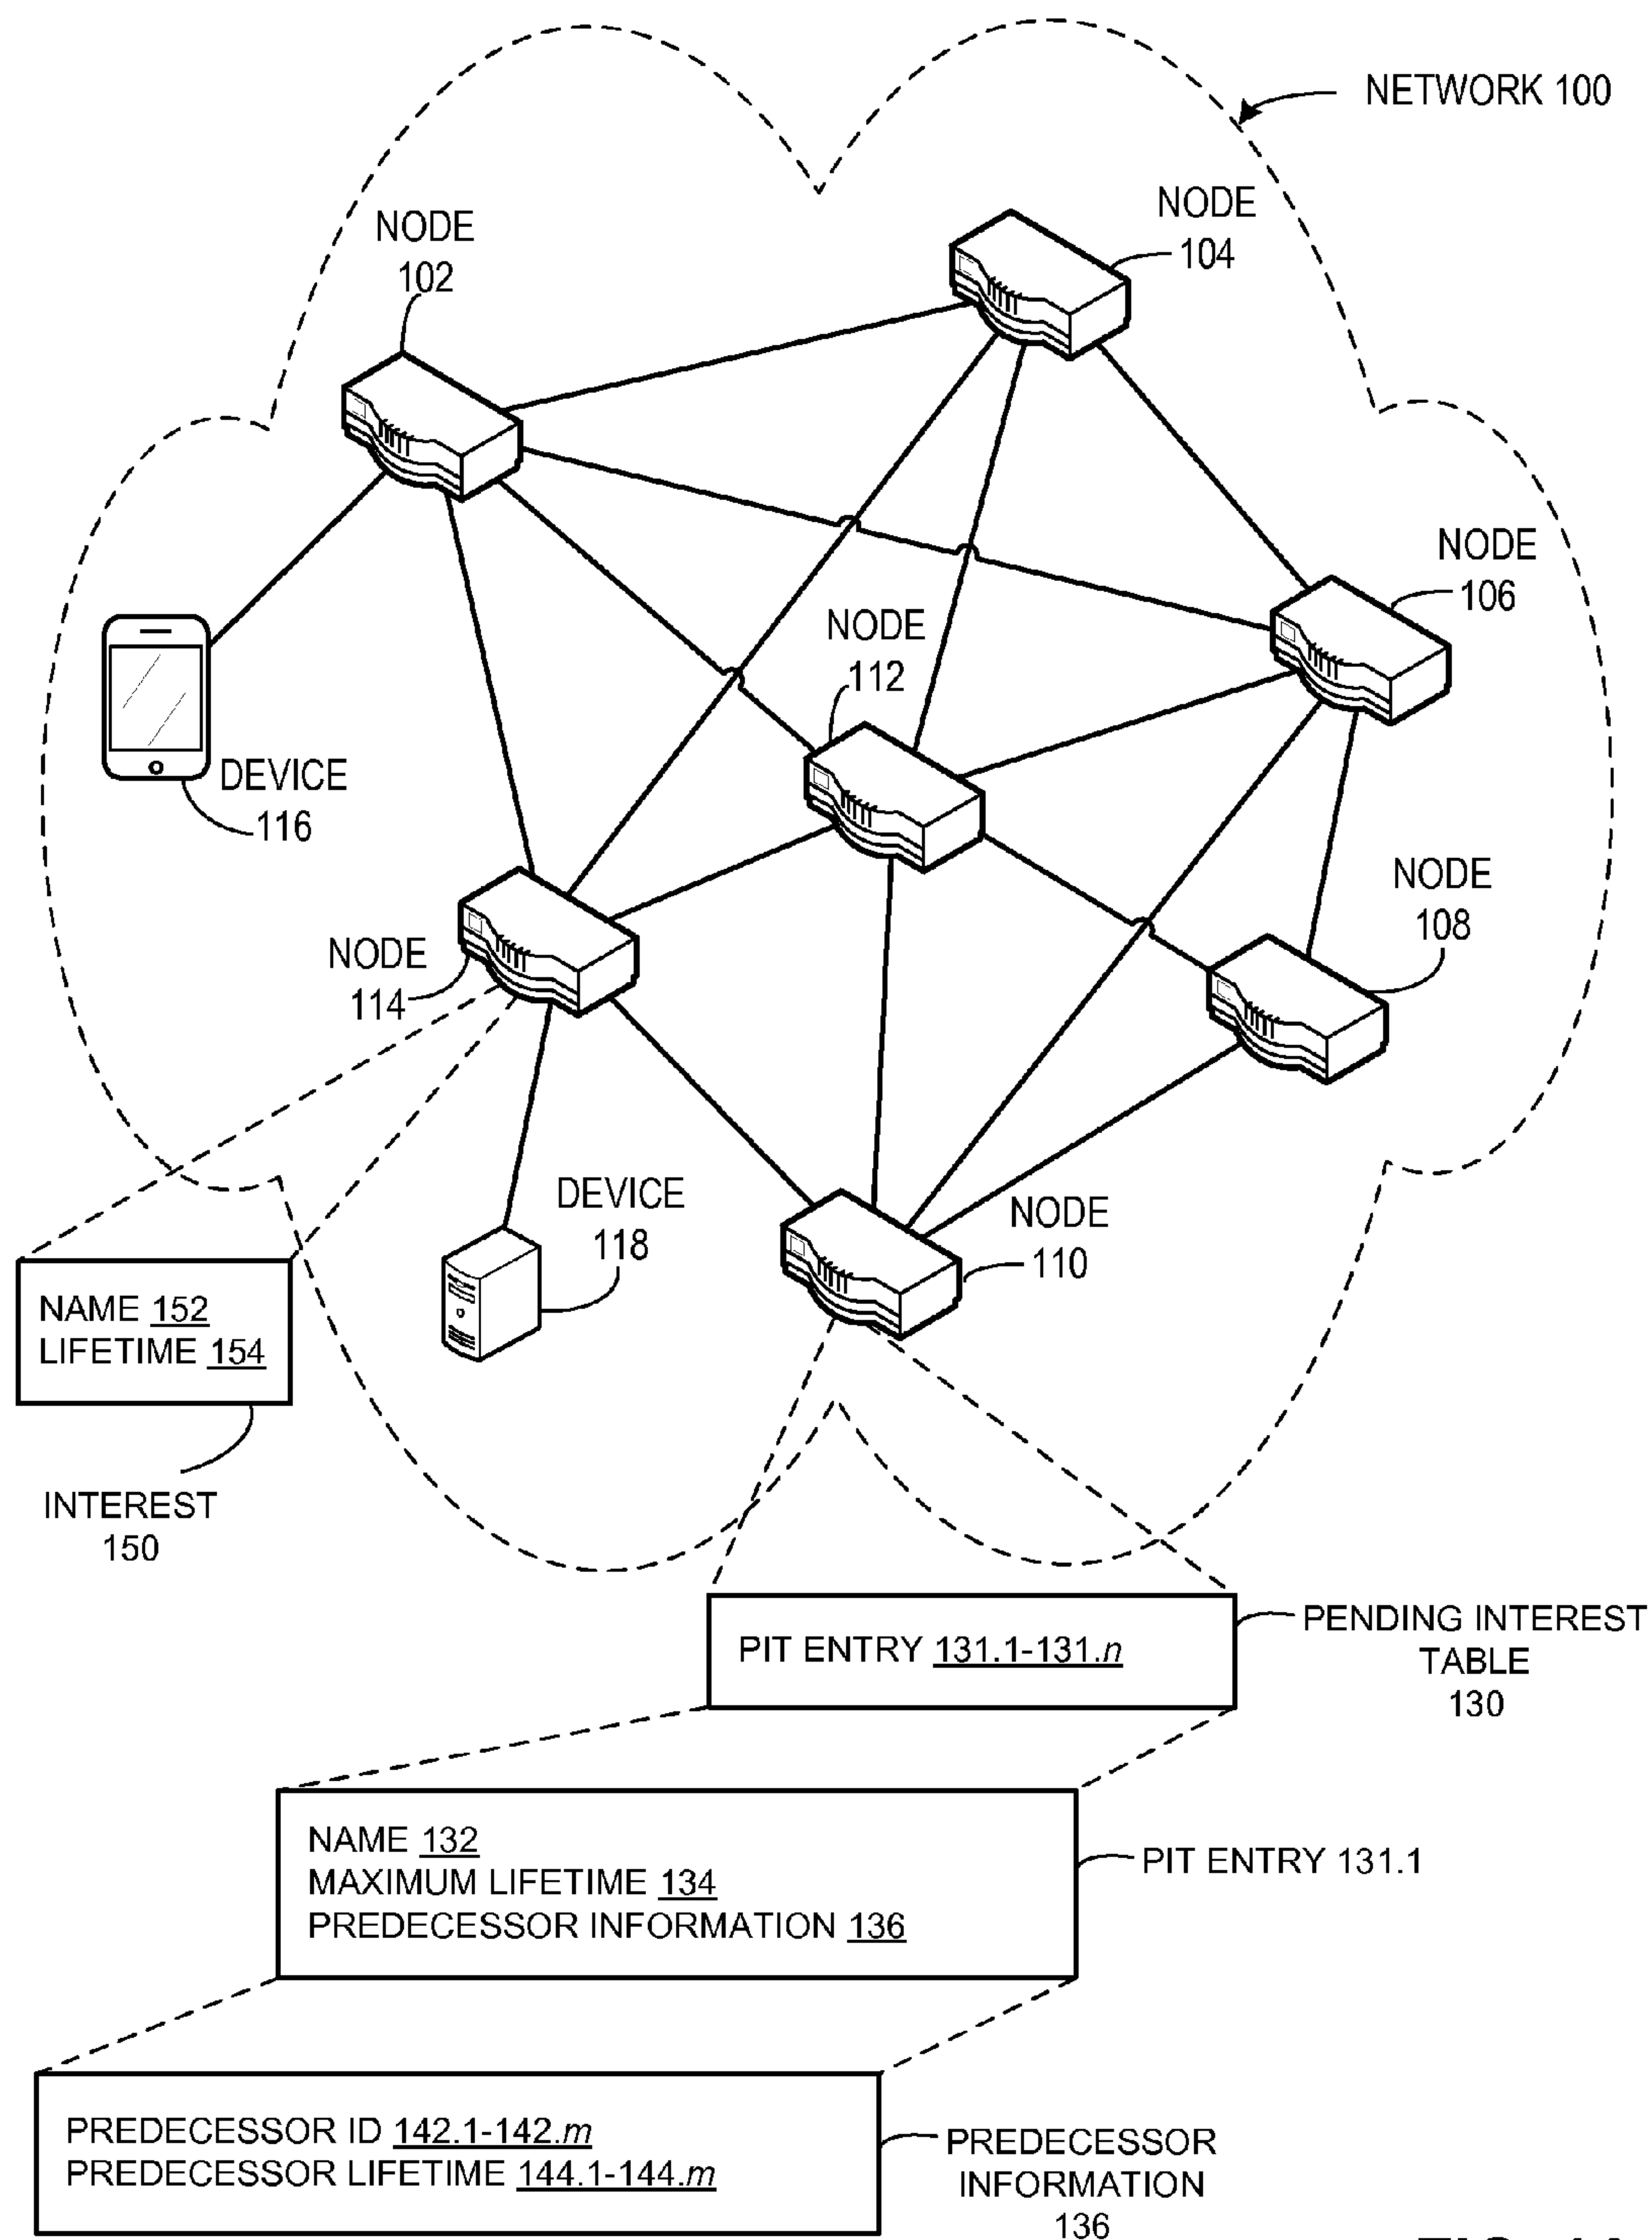 NETWORK 100
NODE
104
NODE
102
NODE
106
NODE
112
DEVICE
116
NODE
108
NODE
114
DEVICE
118
NODE
110
NAME 152
LIFETIME 154
INTEREST
150
PIT ENTRY 131.1-131.n
PENDING INTEREST
TABLE
130
NAME 132
MAXIMUM LIFETIME 134
PREDECESSOR INFORMATION 136
PIT ENTRY 131.1
PREDECESSOR ID 142.1-142.m
PREDECESSOR LIFETIME 144.1-144.m
PREDECESSOR
INFORMATION
136